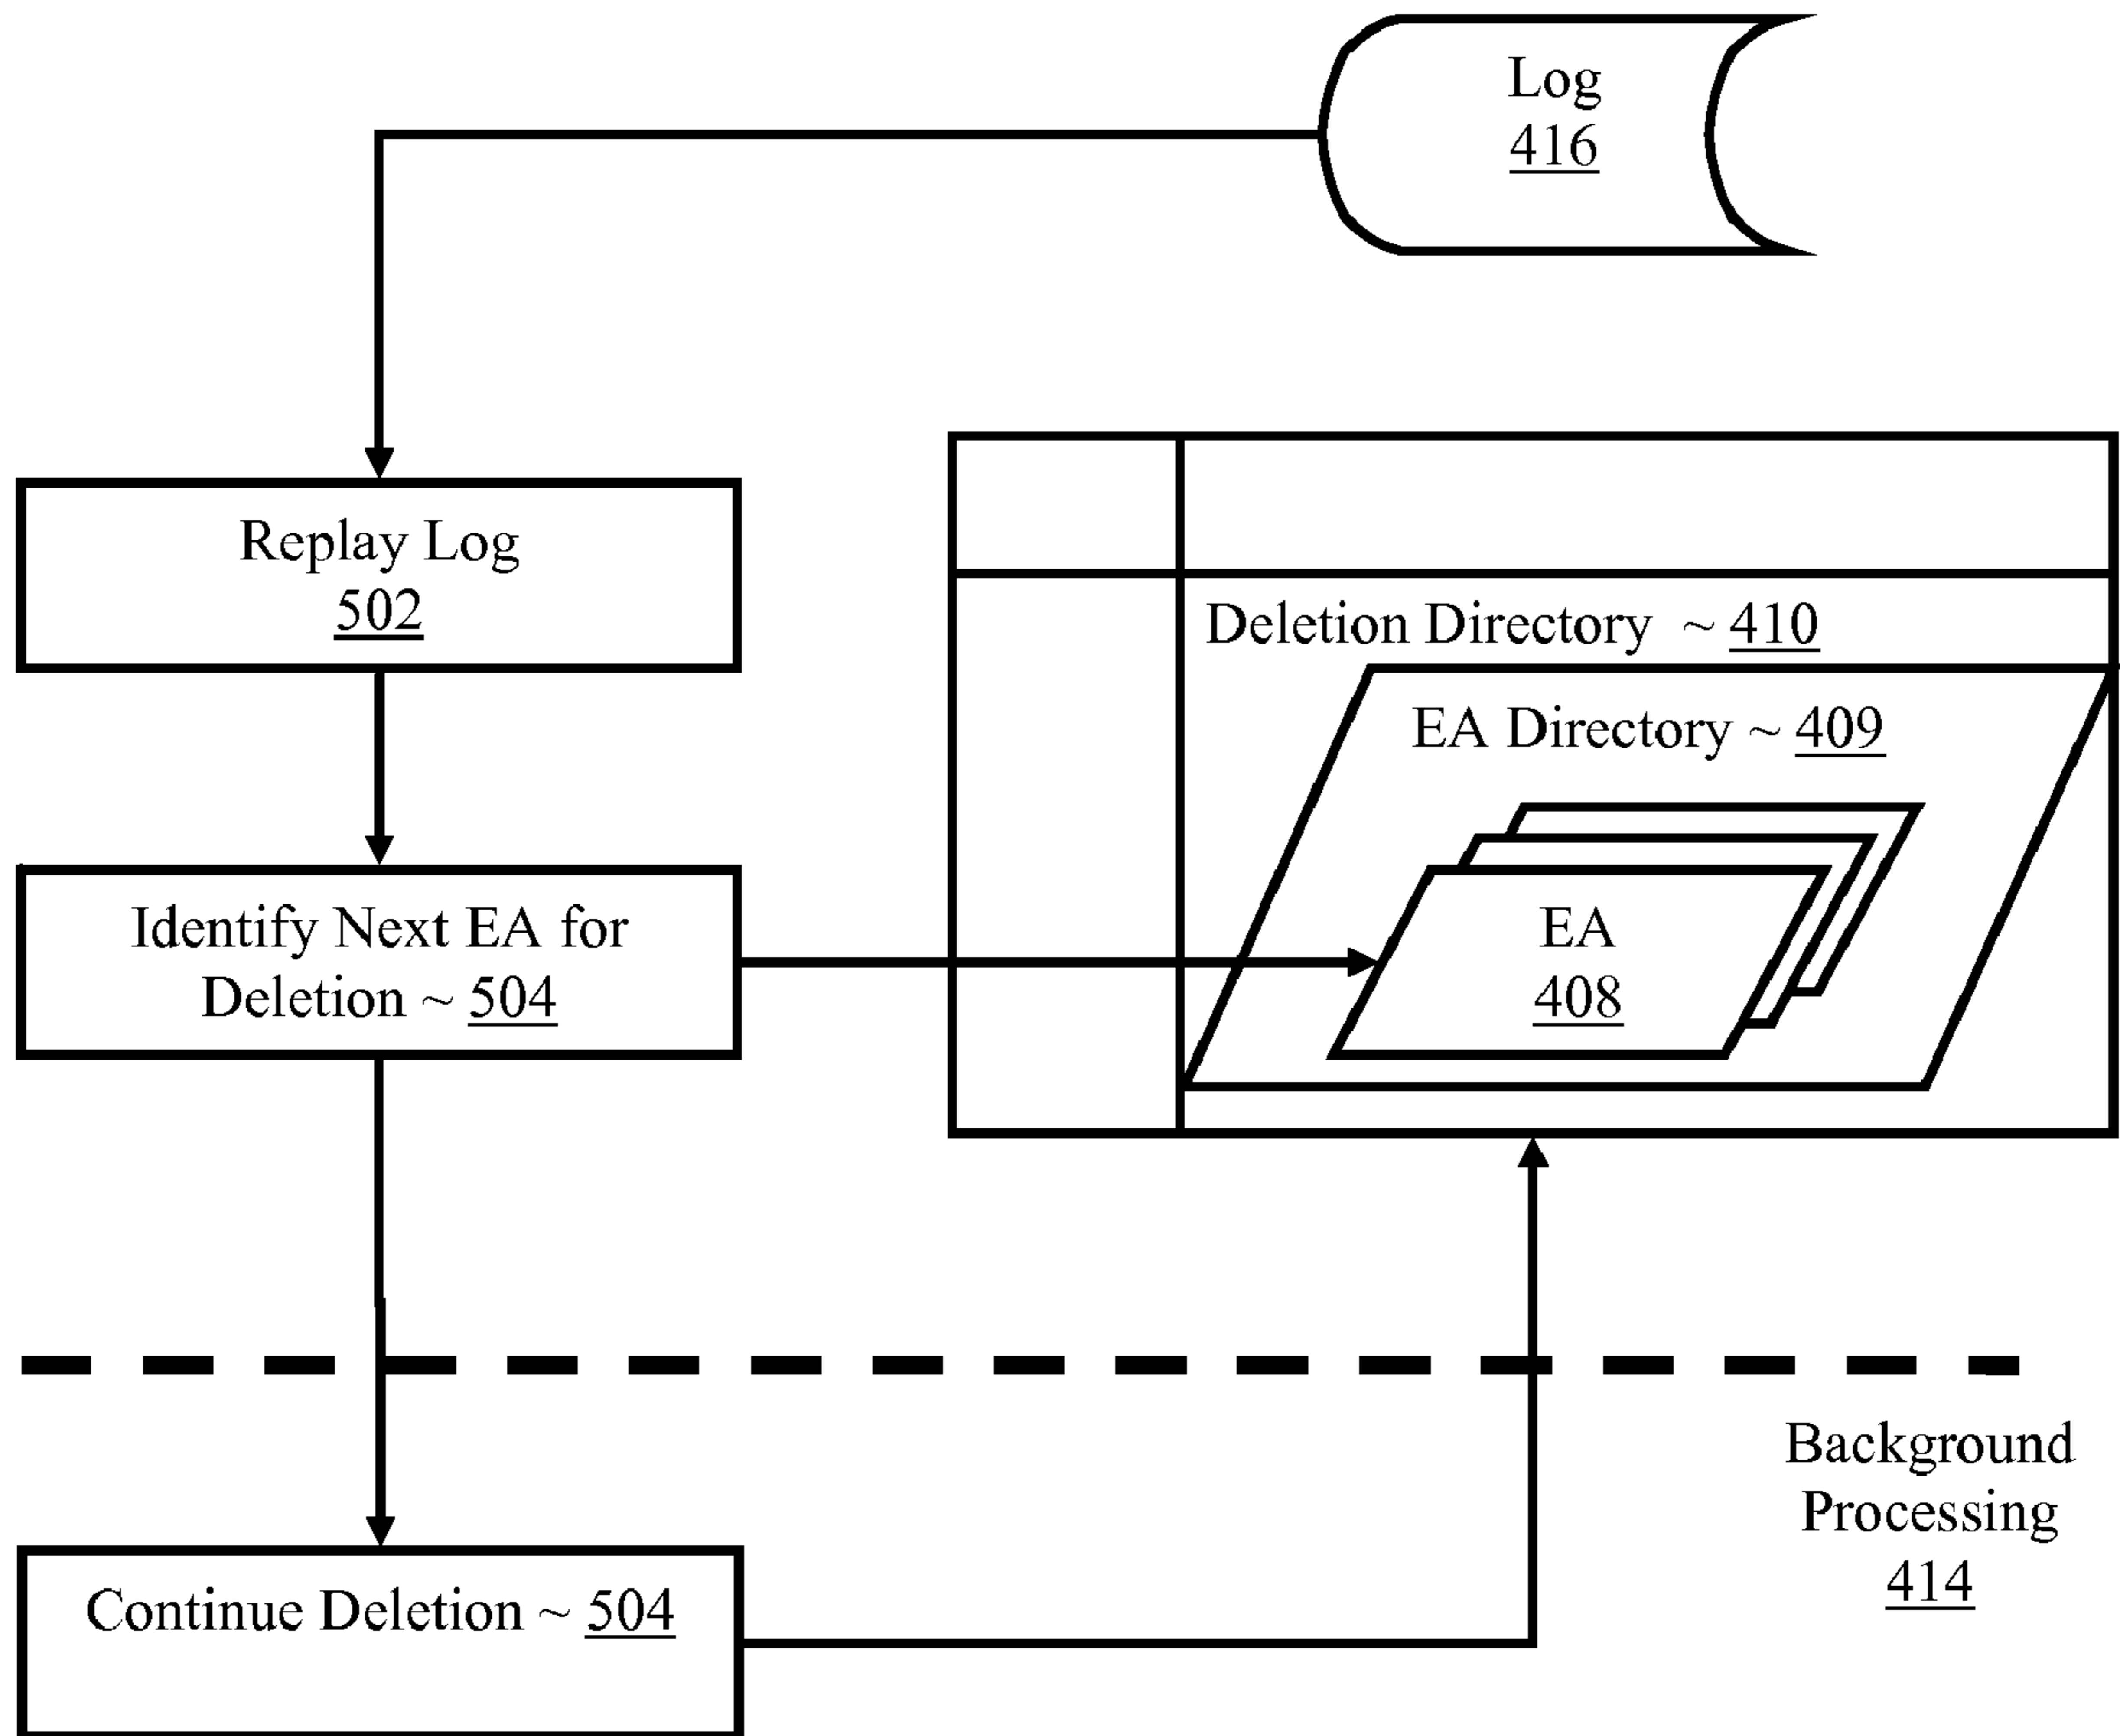 Log
416
Replay Log
502
Deletion Directory ~ 410
EA Directory ~ 409
Identify Next EA for
Deletion ~ 504
EA
408
Background
Processing
414
Continue Deletion ~ 504